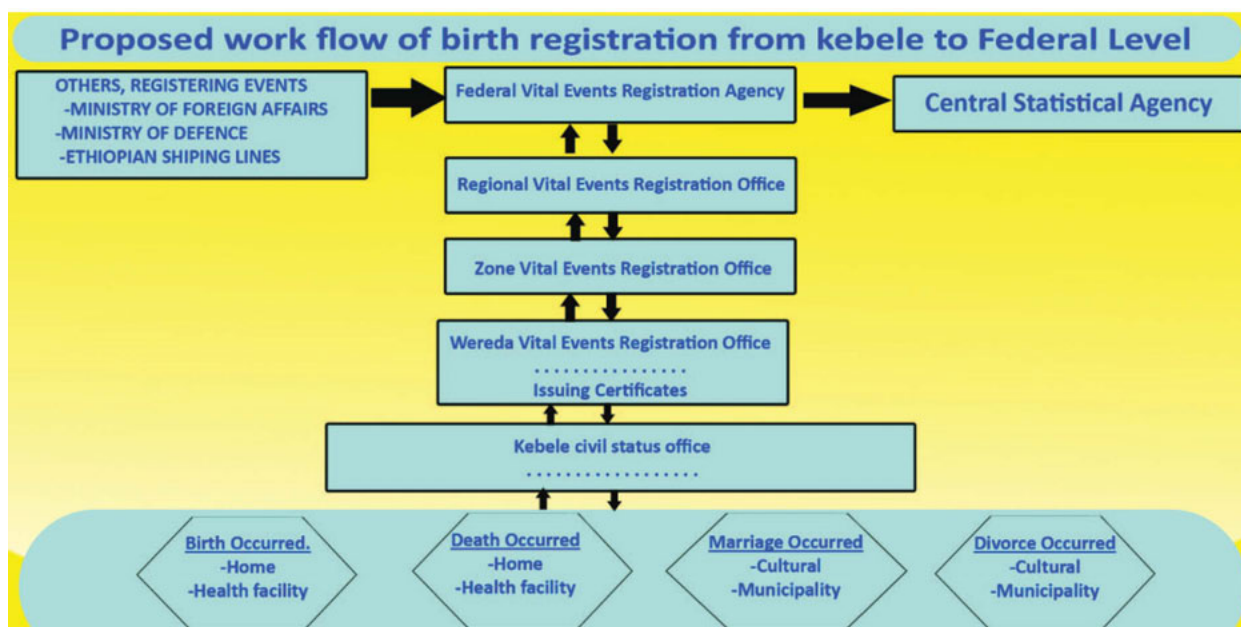 Proposed work flow of birth registration from kebele to Federal Level
OTHERS, REGISTERING EVENTS
-MINISTRY OF FOREIGN AFFAIRS
-MINISTRY OF DEFENCE
-ETHIOPIAN SHIPING LINES
Federal Vital Events Registration Agency
Central Statistical Agency
Regional Vital Events Registration Office
Zone Vital Events Registration Office
Wereda Vital Events Registration Office
. . . . . . . . . . . . . . . .
Issuing Certificates
Kebele civil status office
. . . . . . . . . . . . . . . . . .
Birth Occurred.
-Home
-Health facility
Death Occurred
-Home
-Health facility
Marriage Occurred
-Cultural
-Municipality
Divorce Occurred
-Cultural
-Municipality